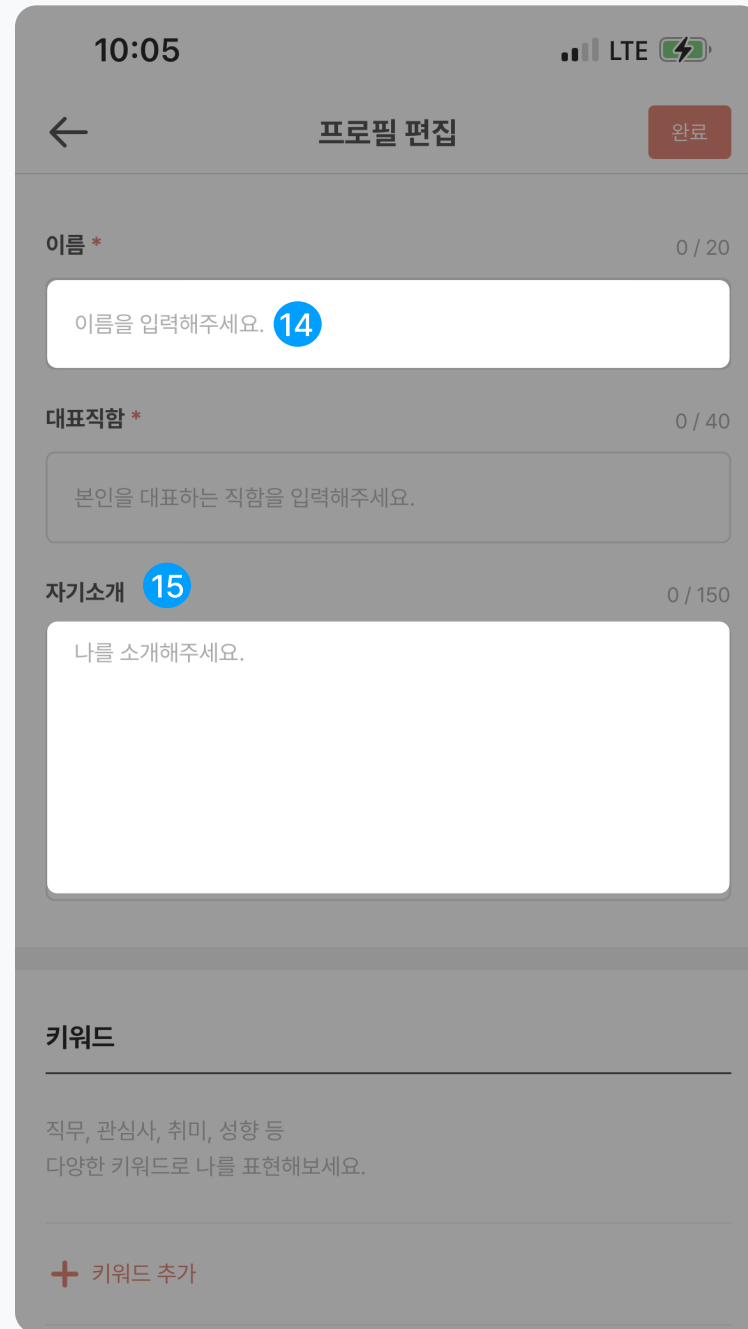 10:05 LTE
프로필 편집 완료
이름 * 0 / 20
이름을 입력해주세요. 14
대표직함 * 0 / 40
본인을 대표하는 직함을 입력해주세요.
자기소개 15 0 / 150
나를 소개해주세요.
키워드
직무, 관심사, 취미, 성향 등
다양한 키워드로 나를 표현해보세요.
키워드 추가